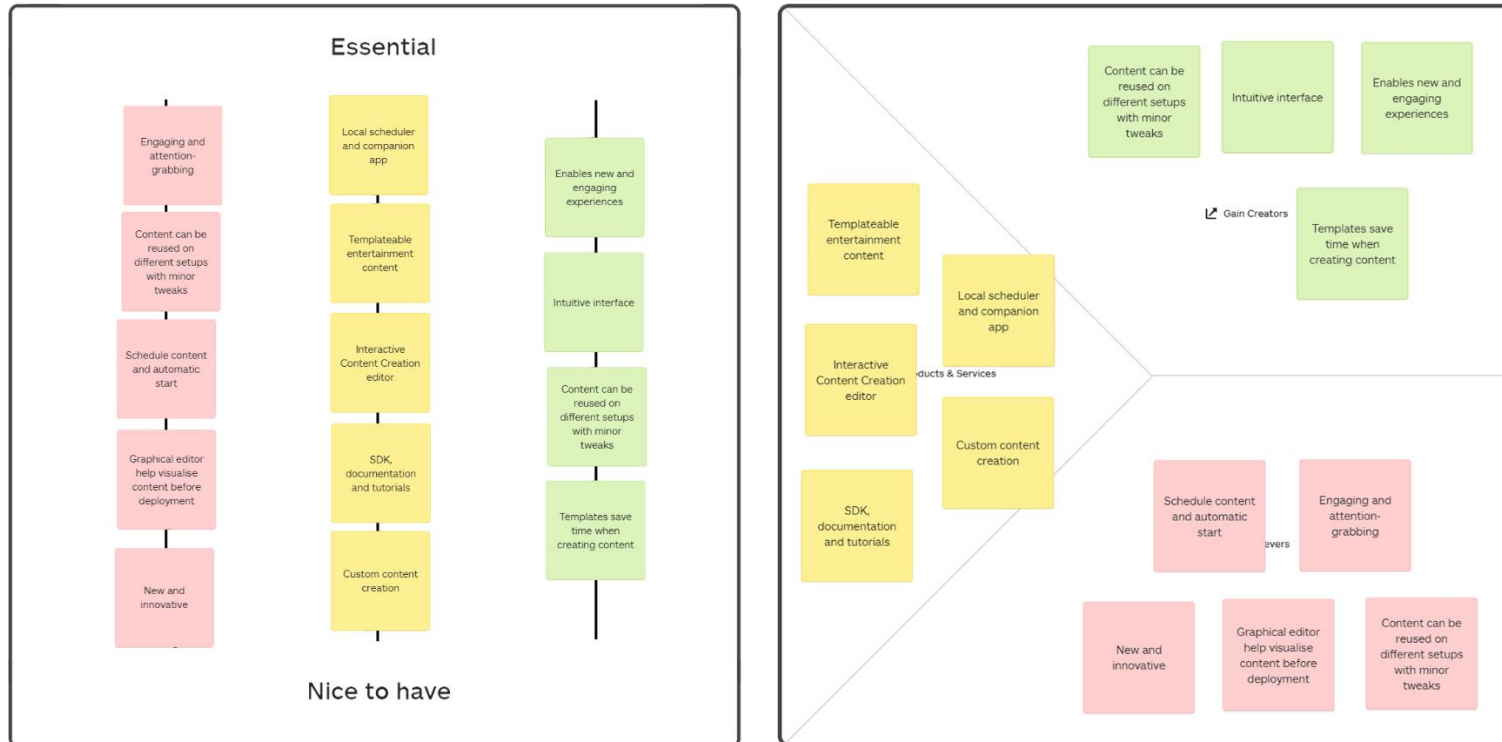 Essential
Engaging and
attention-
grabbing
Content can be
reused on
different setups
with minor
tweaks
Schedule content
and automatic
start
Graphical editor
help visualise
content before
deployment
New and
innovative
Local scheduler
and companion
app
Templateable
entertainment
content
Interactive
Content Creation
editor
SDK,
documentation
and tutorials
Custom content
creation
Enables new and
engaging
experiences
Intuitive interface
Content can be
reused on
different setups
with minor
tweaks
Templates save
time when
creating content
Nice to have
Content can be
reused on
different setups
with minor
tweaks
Intuitive interface
Enables new and
engaging
experiences
Gain Creators
Templates save
time when
creating content
Templateable
entertainment
content
Local scheduler
and companion
app
Interactive
Content Creation
editor
oducts & Services
Custom content
creation
SDK,
documentation
and tutorials
Schedule content
and automatic
start
Engaging and
attention-
grabbing
evers
New and
innovative
Graphical editor
help visualise
content before
deployment
Content can be
reused on
different setups
with minor
tweaks